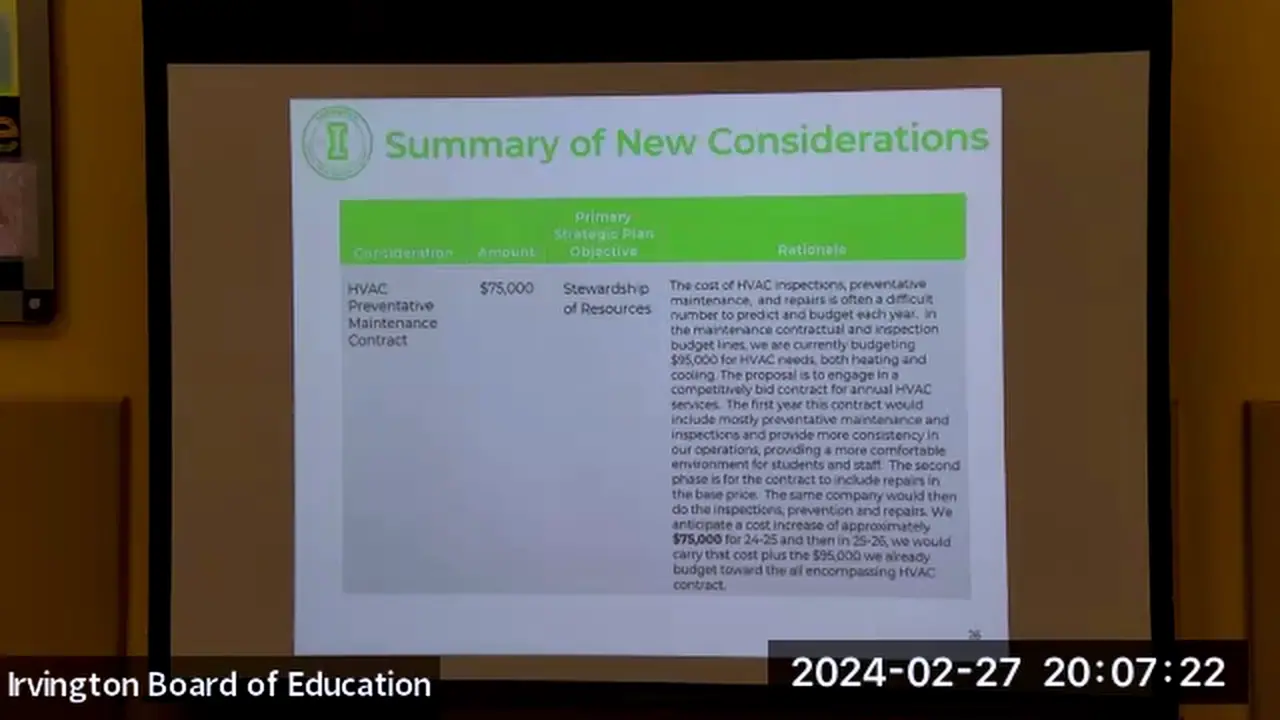 I
Summary of New Considerations
Consideration
Amount
Primary
Strategic Plan
Objective
Rationale
HVAC
Preventative
Maintenance
Contract
$75,000
Stewardship
of Resources
The cost of HVAC inspections, preventative
maintenance, and repairs is often a difficult
number to predict and budget each year. In
the maintenance contractual and inspection
budget lines, we are currently budgeting
$95,000 for HVAC needs, both heating and
cooling. The proposal is to engage in a
competitively bid contract for annual HVAC
services. The first year this contract would
include mostly preventative maintenance and
inspections and provide more consistency in
our operations, providing a more comfortable
environment for students and staff. The second
phase is for the contract to include repairs in
the base price. The same company would then
do the inspections, prevention and repairs. We
anticipate a cost increase of approximately
$75,000 for 24-25 and then in 25-26, we would
carry that cost plus the $95,000 we already
budget toward the all encompassing HVAC
contract.
26
Irvington Board of Education
2024-02-27 20:07:22